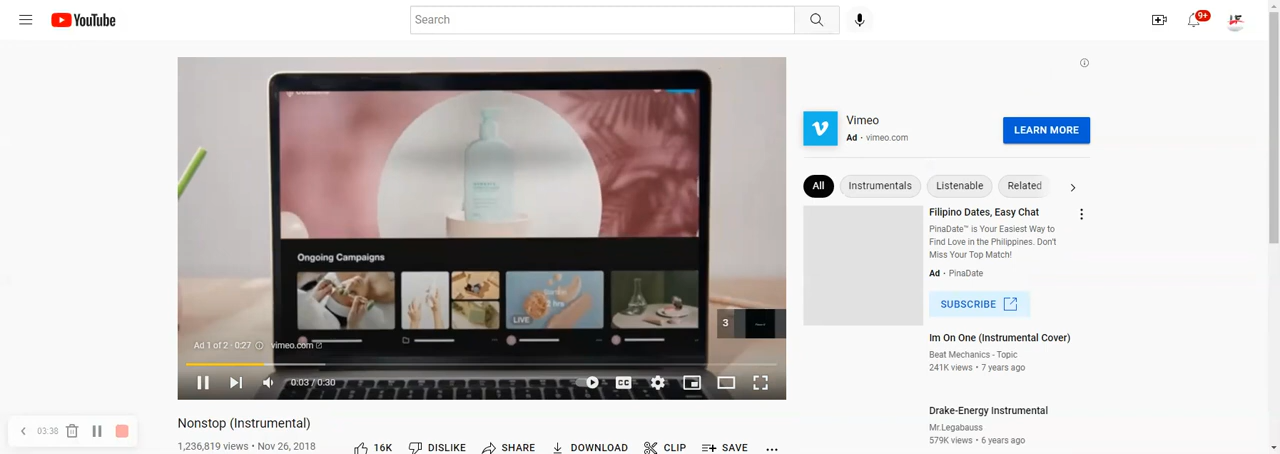 YouTube
Search
9+
Vimeo
Ad · vimeo.com
LEARN MORE
All
Instrumentals
Listenable
Related
Filipino Dates, Easy Chat
PinaDate™ is Your Easiest Way to
Find Love in the Philippines. Don't
Miss Your Top Match!
Ad · PinaDate
SUBSCRIBE
Im On One (Instrumental Cover)
Beat Mechanics - Topic
241K views • 7 years ago
Drake-Energy Instrumental
Mr.Legabauss
579K views • 6 years ago
Ongoing Campaigns
LIVE
3
Ad 1 of 2 · 0:27
vimeo.com
0:03 / 0:30
CC
Nonstop (Instrumental)
1,236,819 views • Nov 26, 2018
16K
DISLIKE
SHARE
DOWNLOAD
CLIP
SAVE
03:38